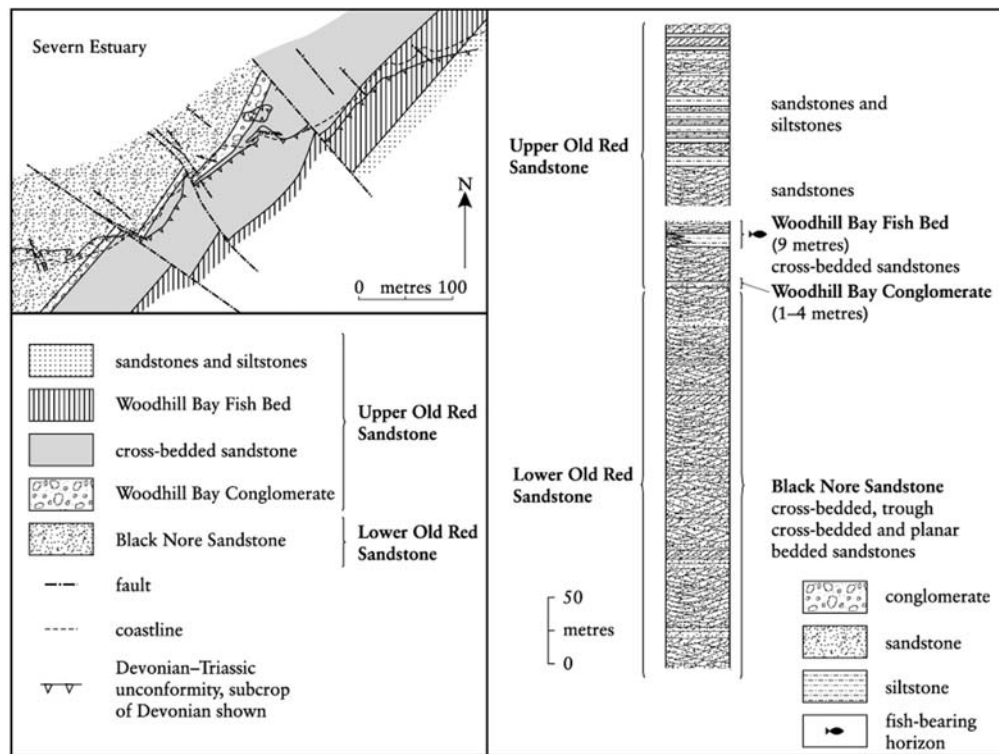 Severn Estuary
N
0 metres 100
sandstones and siltstones
Woodhill Bay Fish Bed
cross-bedded sandstone
Woodhill Bay Conglomerate
Upper Old Red
Sandstone
Black Nore Sandstone
Lower Old Red
Sandstone
fault
coastline
Devonian–Triassic
unconformity, subcrop
of Devonian shown
Upper Old Red
Sandstone
sandstones and
siltstones
sandstones
Woodhill Bay Fish Bed
(9 metres)
cross-bedded sandstones
Woodhill Bay Conglomerate
(1–4 metres)
Lower Old Red
Sandstone
Black Nore Sandstone
cross-bedded, trough
cross-bedded and planar
bedded sandstones
50
metres
0
conglomerate
sandstone
siltstone
fish-bearing
horizon